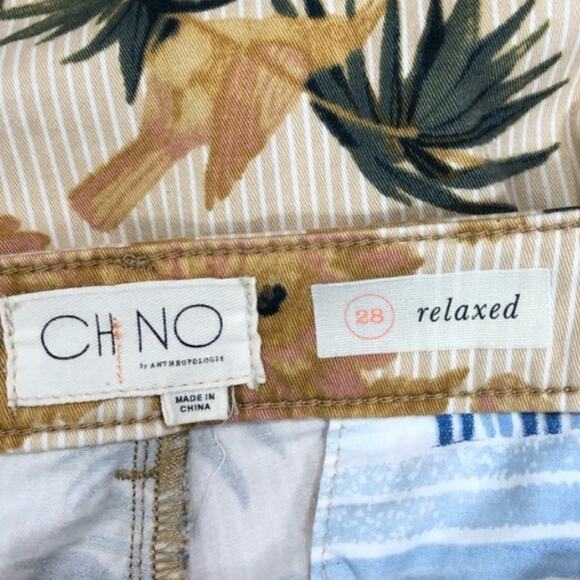 CHINO
by ANTHROPOLOGIE
MADE IN
CHINA
28 relaxed